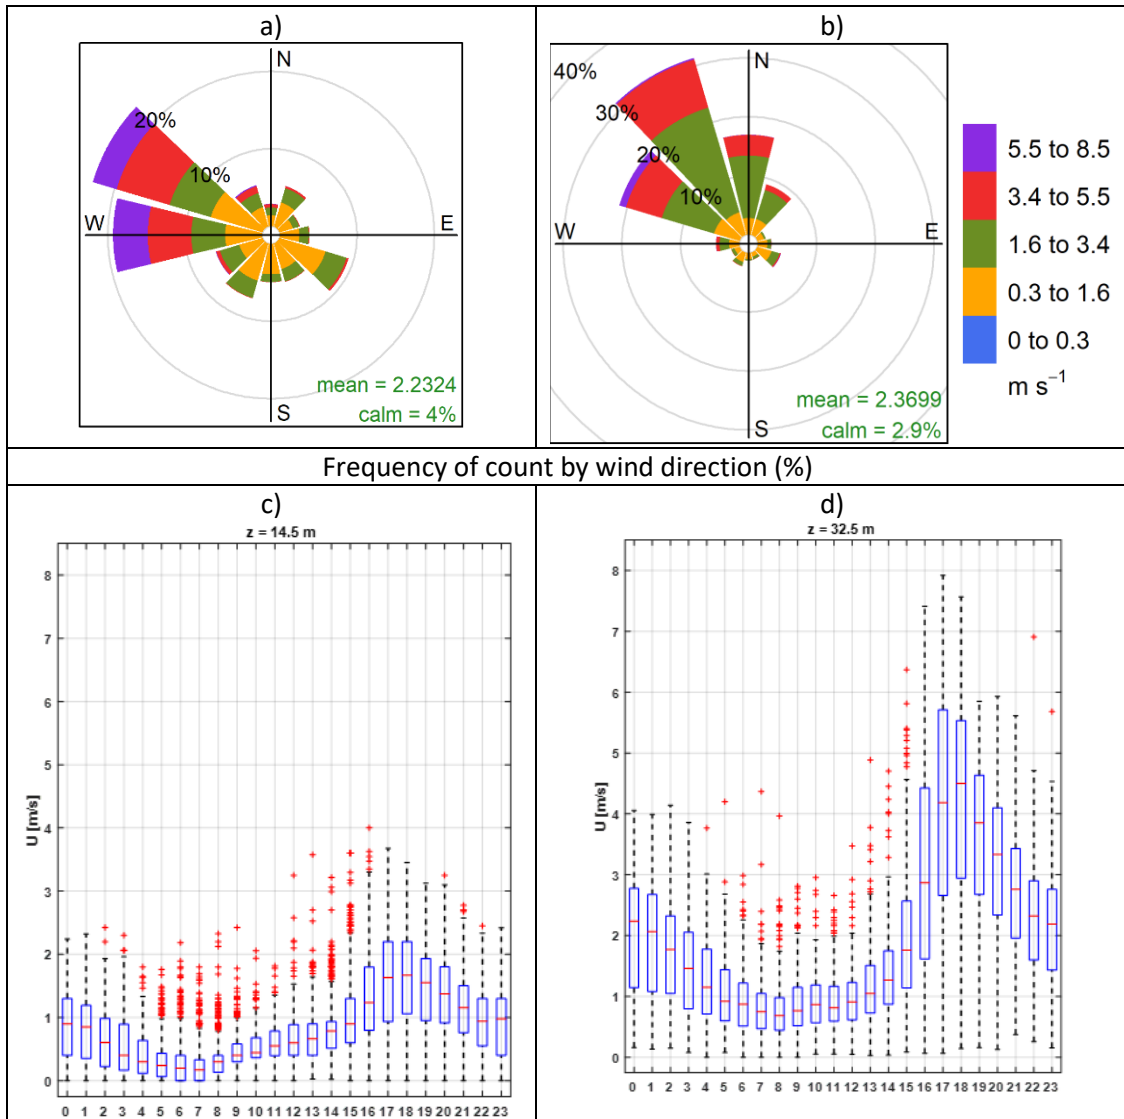 a)
N
20%
10%
W
E
S
mean = 2.2324
calm = 4%
b)
N
40%
30%
20%
10%
W
E
S
mean = 2.3699
calm = 2.9%
5.5 to 8.5
3.4 to 5.5
1.6 to 3.4
0.3 to 1.6
0 to 0.3
m s⁻¹
Frequency of count by wind direction (%)
c)
z = 14.5 m
U [m/s]
8
7
6
5
4
3
2
1
0
0 1 2 3 4 5 6 7 8 9 10 11 12 13 14 15 16 17 18 19 20 21 22 23
d)
z = 32.5 m
U [m/s]
8
7
6
5
4
3
2
1
0
0 1 2 3 4 5 6 7 8 9 10 11 12 13 14 15 16 17 18 19 20 21 22 23